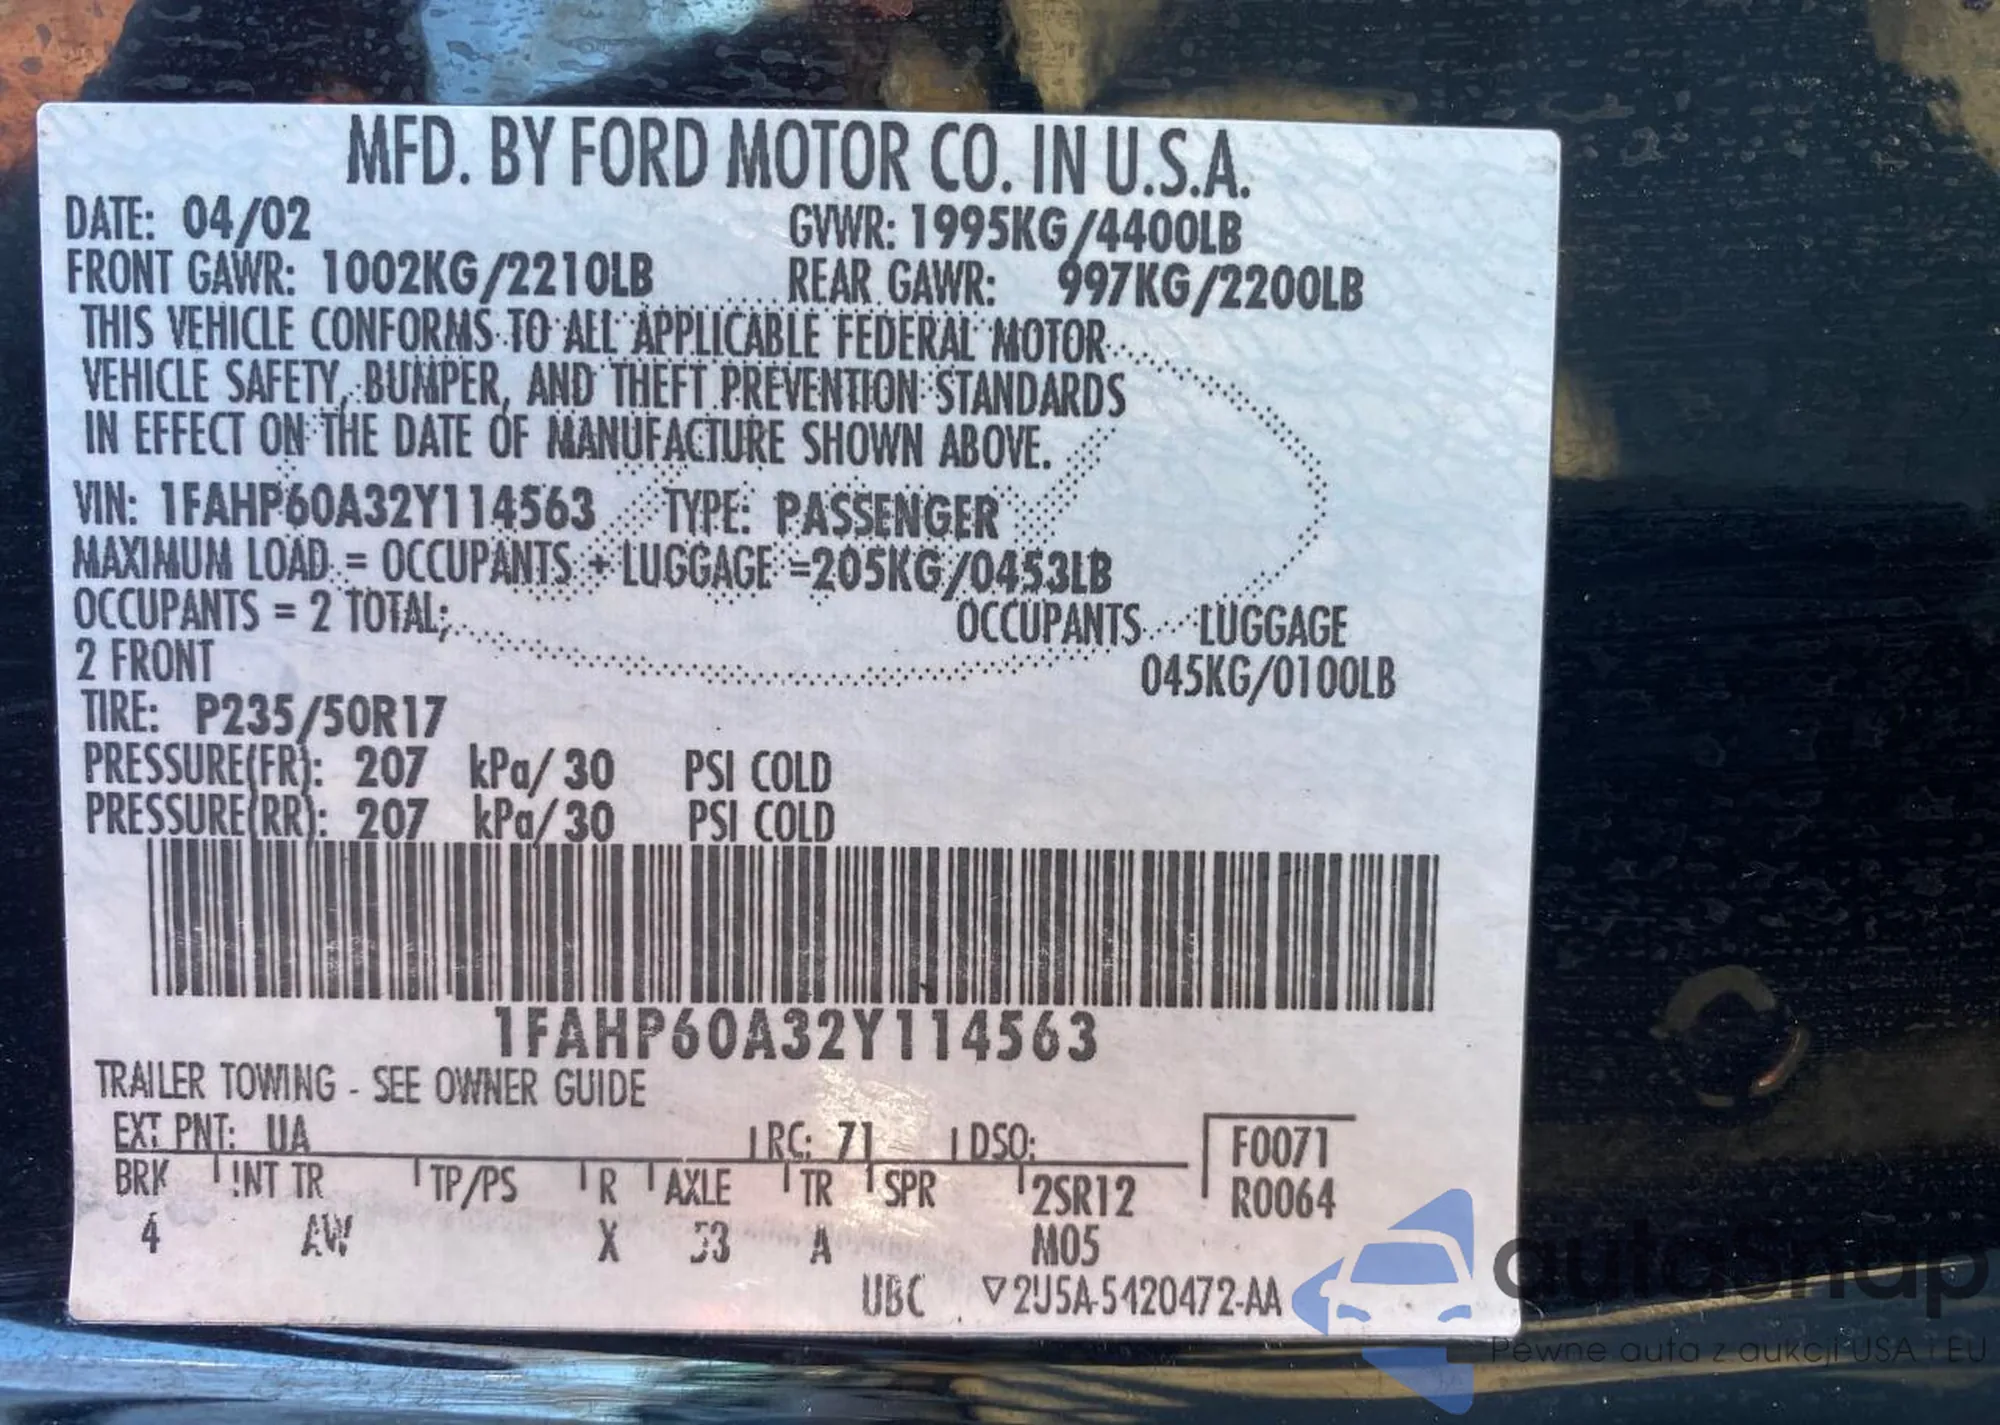 MFD. BY FORD MOTOR CO. IN U.S.A.
DATE: 04/02 GVWR: 1995KG/4400LB
FRONT GAWR: 1002KG/2210LB REAR GAWR: 997KG/2200LB
THIS VEHICLE CONFORMS TO ALL APPLICABLE FEDERAL MOTOR
VEHICLE SAFETY, BUMPER, AND THEFT PREVENTION STANDARDS
IN EFFECT ON THE DATE OF MANUFACTURE SHOWN ABOVE.
VIN: 1FAHP60A32Y114563 TYPE: PASSENGER
MAXIMUM LOAD = OCCUPANTS + LUGGAGE =205KG/0453LB
OCCUPANTS = 2 TOTAL; OCCUPANTS LUGGAGE
2 FRONT 045KG/0100LB
TIRE: P235/50R17
PRESSURE(FR): 207 kPa/ 30 PSI COLD
PRESSURE(RR): 207 kPa/ 30 PSI COLD
1FAHP60A32Y114563
TRAILER TOWING - SEE OWNER GUIDE
EXT PNT: UA RC: 71 DSO: F0071
BRK INT TR TP/PS R AXLE TR SPR 2SR12 R0064
4 AW X 53 A M05
UBC ▽2U5A-5420472-AA
autasnap
Pewne auta z aukcji USA i EU